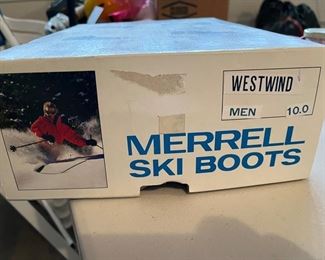 WESTWIND
MEN 10.0
MERRELL
SKI BOOTS